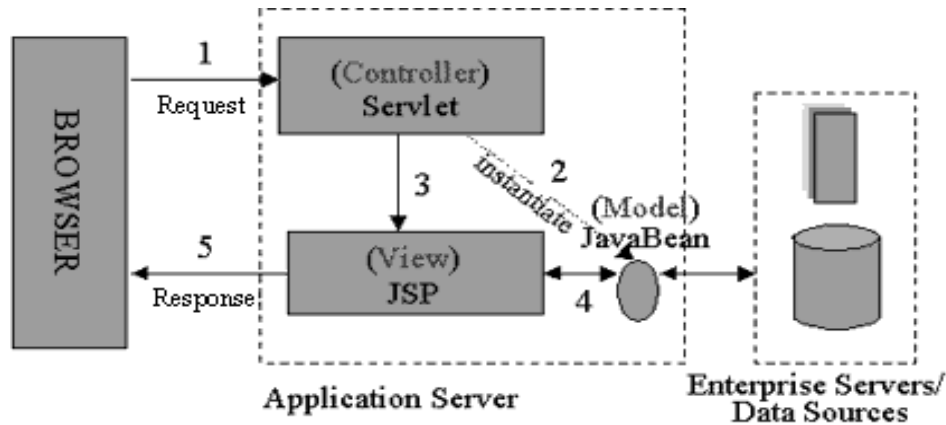 BROWSER
1
Request
(Controller)
Servlet
3
2
instantiate
(Model)
JavaBean
(View)
JSP
4
5
Response
Application Server
Enterprise Servers/
Data Sources